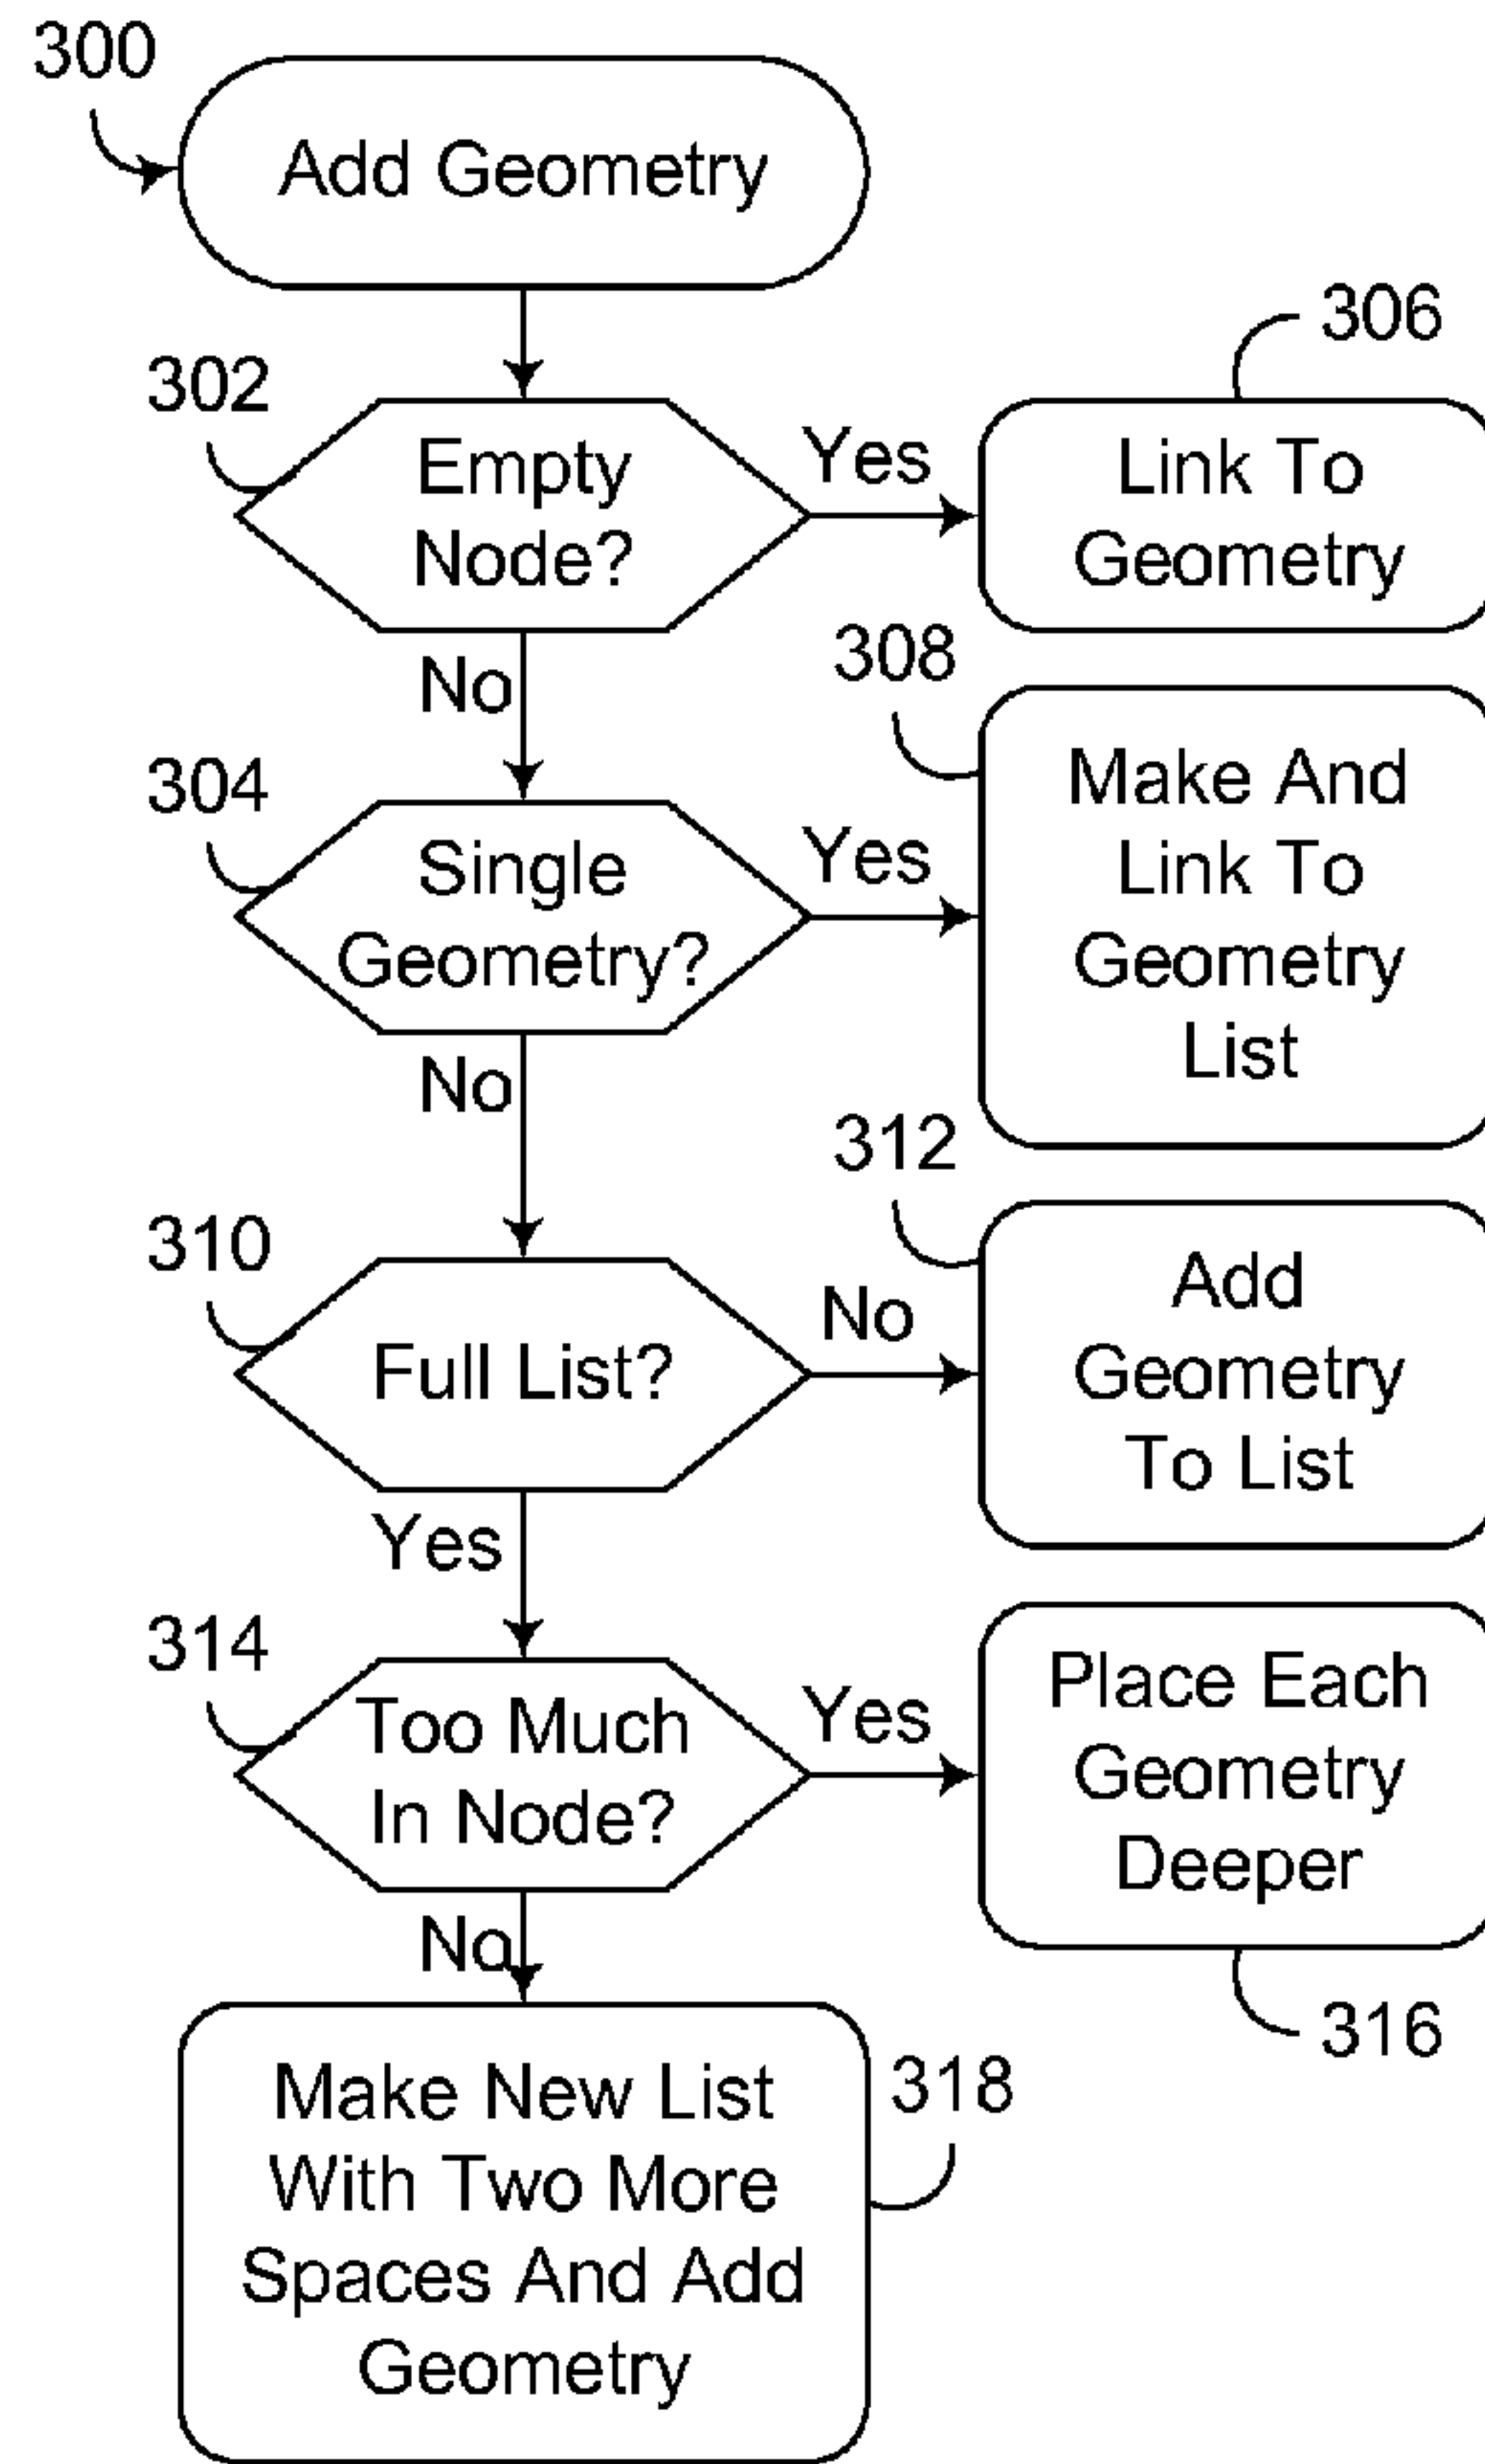 300
Add Geometry
302
Empty
Node?
Yes
306
Link To
Geometry
No
304
Single
Geometry?
Yes
308
Make And
Link To
Geometry
List
No
310
Full List?
No
312
Add
Geometry
To List
Yes
314
Too Much
In Node?
Yes
Place Each
Geometry
Deeper
316
No
Make New List
With Two More
Spaces And Add
Geometry
318